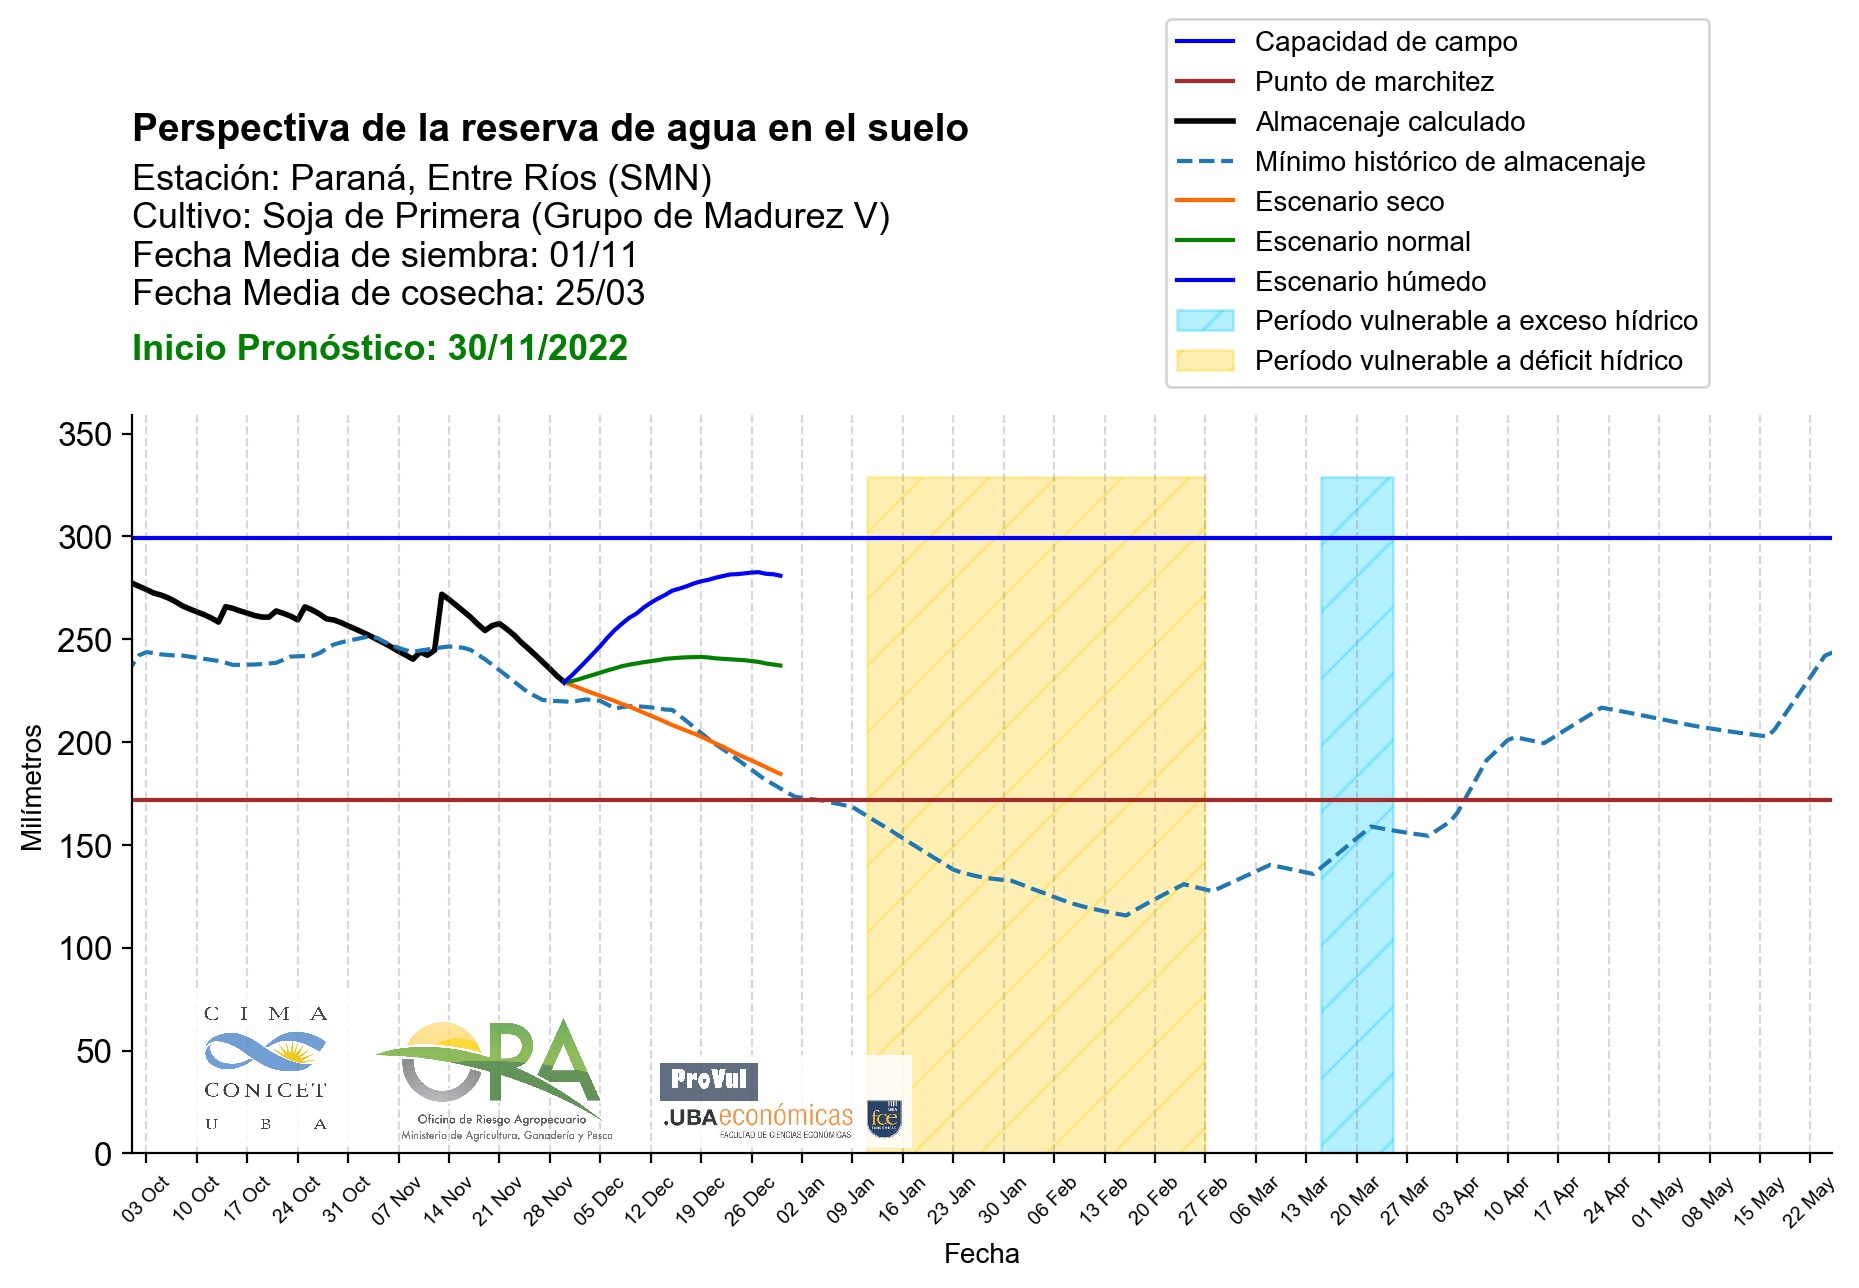 Capacidad de campo
Punto de marchitez
Almacenaje calculado
Mínimo histórico de almacenaje
Escenario seco
Escenario normal
Escenario húmedo
Período vulnerable a exceso hídrico
Período vulnerable a déficit hídrico
Perspectiva de la reserva de agua en el suelo
Estación: Paraná, Entre Ríos (SMN)
Cultivo: Soja de Primera (Grupo de Madurez V)
Fecha Media de siembra: 01/11
Fecha Media de cosecha: 25/03
Inicio Pronóstico: 30/11/2022
350
300
250
200
150
100
50
0
Milímetros
C I M A
CONICET
U B A
ORA
Oficina de Riesgo Agropecuario
Ministerio de Agricultura, Ganadería y Pesca
ProVul
.UBAeconómicas
FACULTAD DE CIENCIAS ECONÓMICAS
UBA
fce
ECONÓMICAS
03 Oct
10 Oct
17 Oct
24 Oct
31 Oct
07 Nov
14 Nov
21 Nov
28 Nov
05 Dec
12 Dec
19 Dec
26 Dec
02 Jan
09 Jan
16 Jan
23 Jan
30 Jan
06 Feb
13 Feb
20 Feb
27 Feb
06 Mar
13 Mar
20 Mar
27 Mar
03 Apr
10 Apr
17 Apr
24 Apr
01 May
08 May
15 May
22 May
Fecha